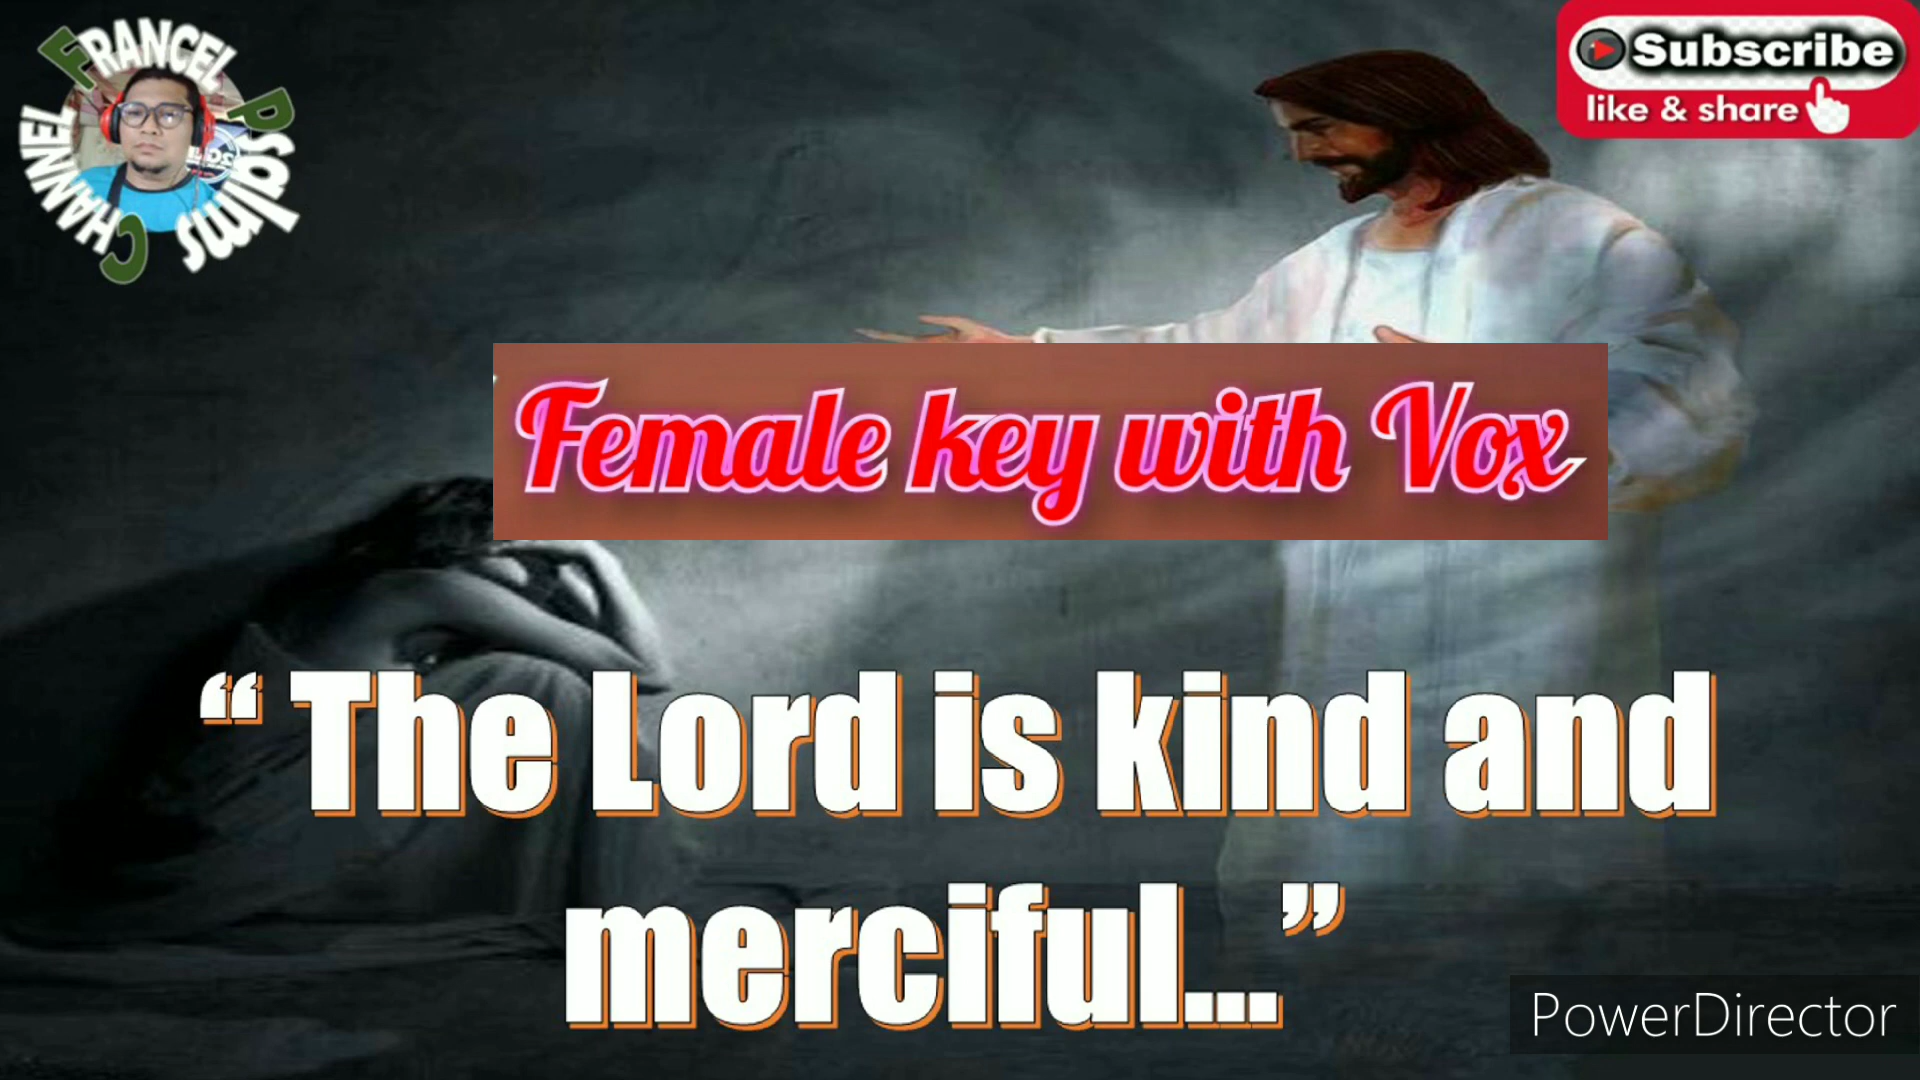 FRANCEL Psalms CHANNEL
Subscribe
like & share
Female key with Vox
“ The Lord is kind and
merciful...”
PowerDirector